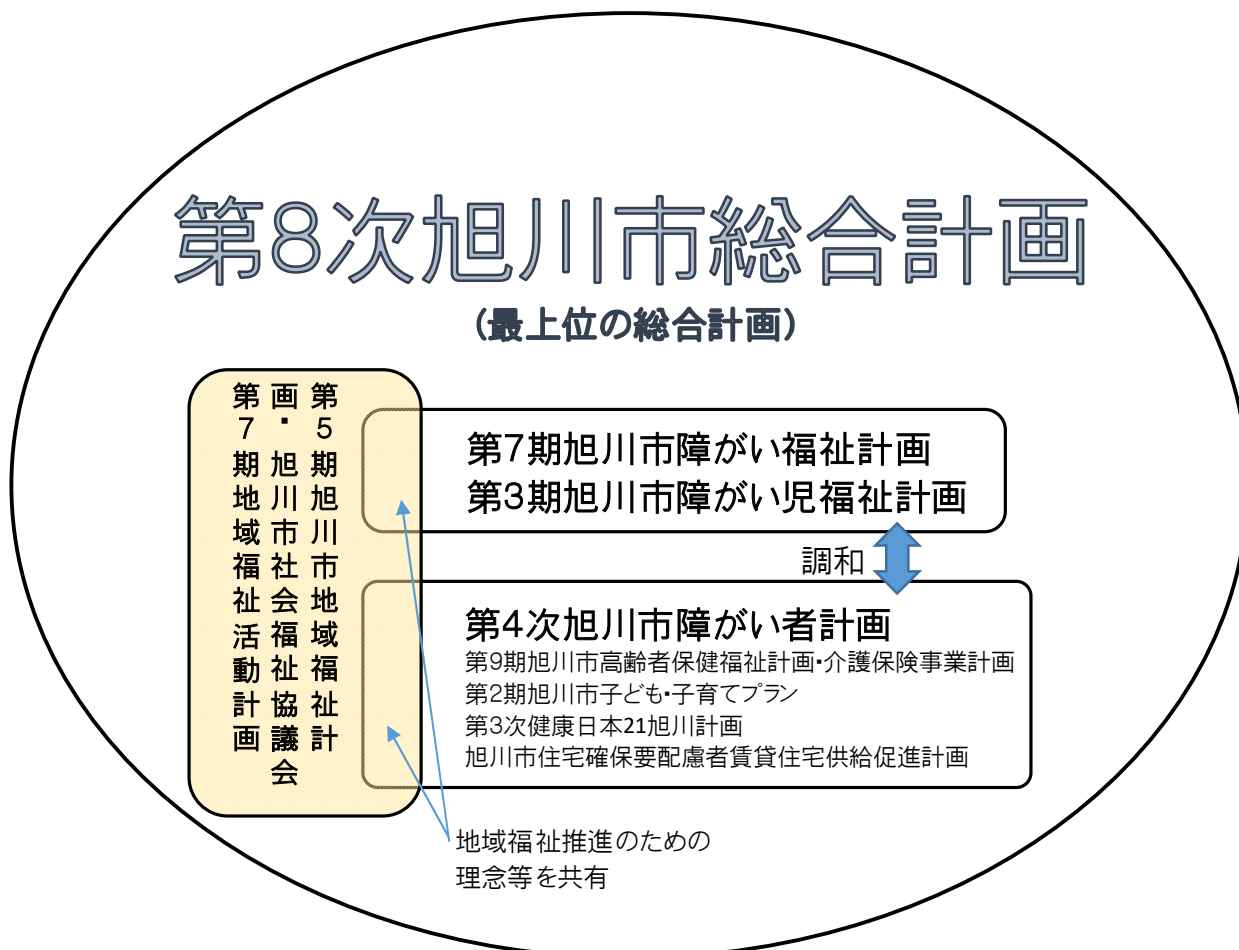 第8次旭川市総合計画
(最上位の総合計画)
第5期旭川市地域福祉計
画・旭川市社会福祉協議会
第7期地域福祉活動計画
第7期旭川市障がい福祉計画
第3期旭川市障がい児福祉計画
調和
第4次旭川市障がい者計画
第9期旭川市高齢者保健福祉計画・介護保険事業計画
第2期旭川市子ども・子育てプラン
第3次健康日本21旭川計画
旭川市住宅確保要配慮者賃貸住宅供給促進計画
地域福祉推進のための
理念等を共有